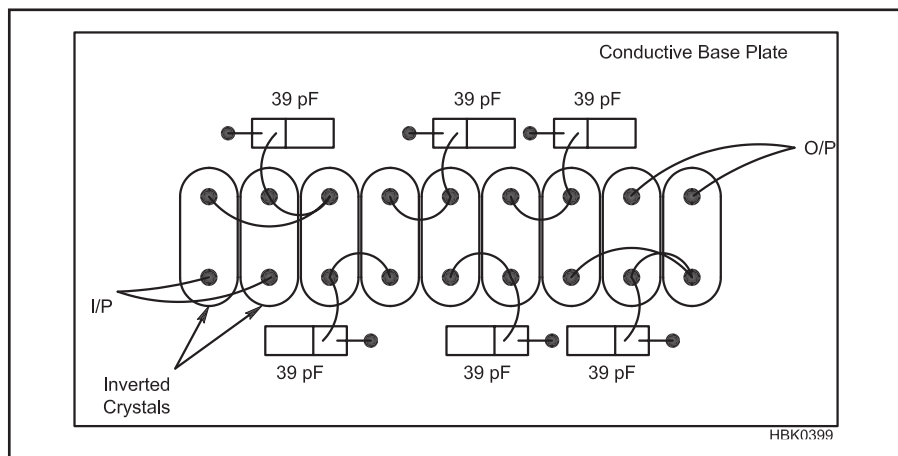 Conductive Base Plate
39 pF
39 pF
39 pF
O/P
I/P
39 pF
39 pF
39 pF
Inverted
Crystals
HBK0399